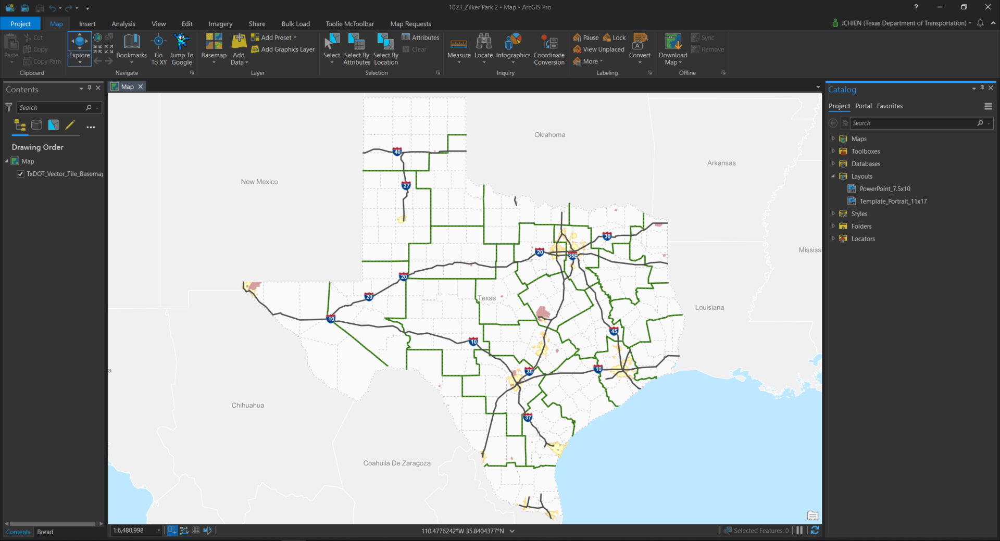 1023_Zilker Park 2 - Map - ArcGIS Pro
?
Project Map Insert Analysis View Edit Imagery Share Bulk Load Toolie McToolbar Map Requests
JCHIEN (Texas Department of Transportation)
Paste
Cut
Copy
Copy Path
Clipboard
Explore
Bookmarks
Go
To XY
Jump To
Google
Navigate
Basemap
Add
Data
Add Preset
Add Graphics Layer
Layer
Select
Select By
Attributes
Select By
Location
Attributes
Clear
Selection
Measure
Locate
Infographics
Coordinate
Conversion
Inquiry
Pause
Lock
View Unplaced
More
Convert
Labeling
Download
Map
Sync
Remove
Offline
Contents
Search
Drawing Order
Map
TxDOT_Vector_Tile_Basemap
Contents Bread
Map
Oklahoma
Arkansas
New Mexico
Mississ
Texas
Louisiana
a
Chihuahua
Coahuila De Zaragoza
40
27
30
20
35E
20
20
10
45
10
35
10
37
1:6,480,998
110.4776242°W 35.8404377°N
Selected Features: 0
Catalog
Project Portal Favorites
Search
Maps
Toolboxes
Databases
Layouts
PowerPoint_7.5x10
Template_Portrait_11x17
Styles
Folders
Locators